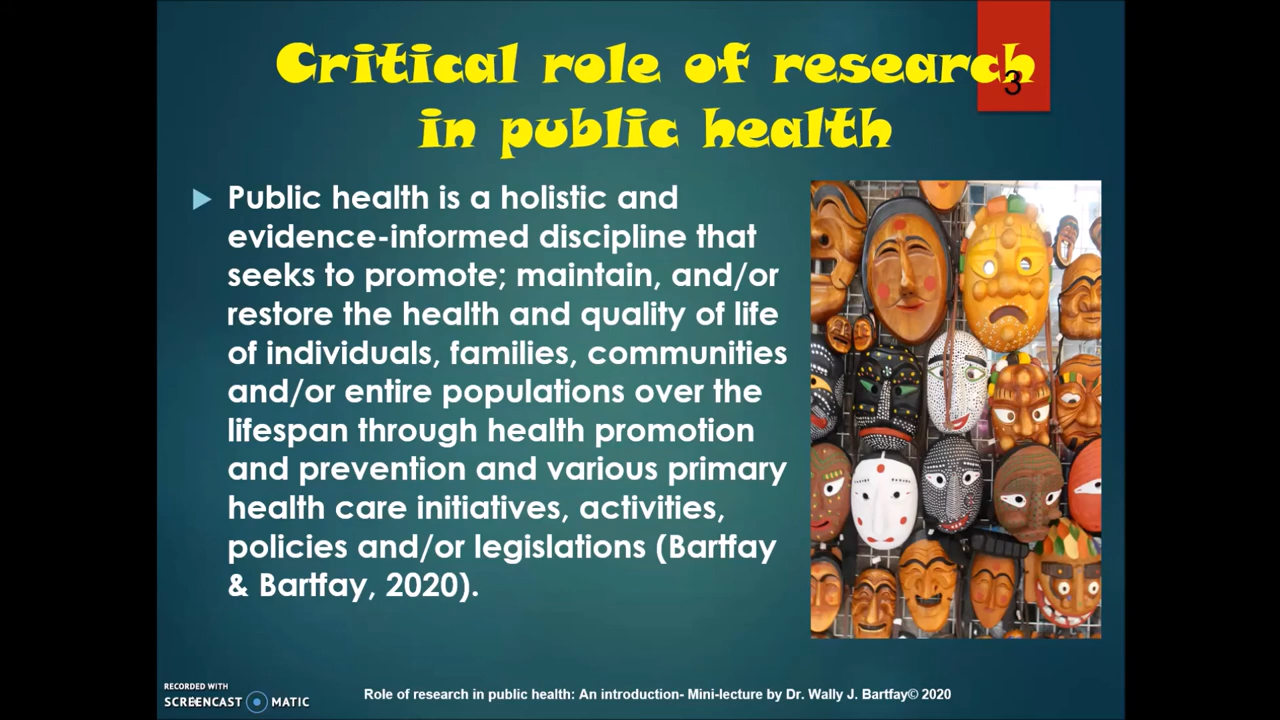 Critical role of research
3
in public health
Public health is a holistic and
evidence-informed discipline that
seeks to promote; maintain, and/or
restore the health and quality of life
of individuals, families, communities
and/or entire populations over the
lifespan through health promotion
and prevention and various primary
health care initiatives, activities,
policies and/or legislations (Bartfay
& Bartfay, 2020).
RECORDED WITH
SCREENCAST MATIC
Role of research in public health: An introduction- Mini-lecture by Dr. Wally J. Bartfay© 2020